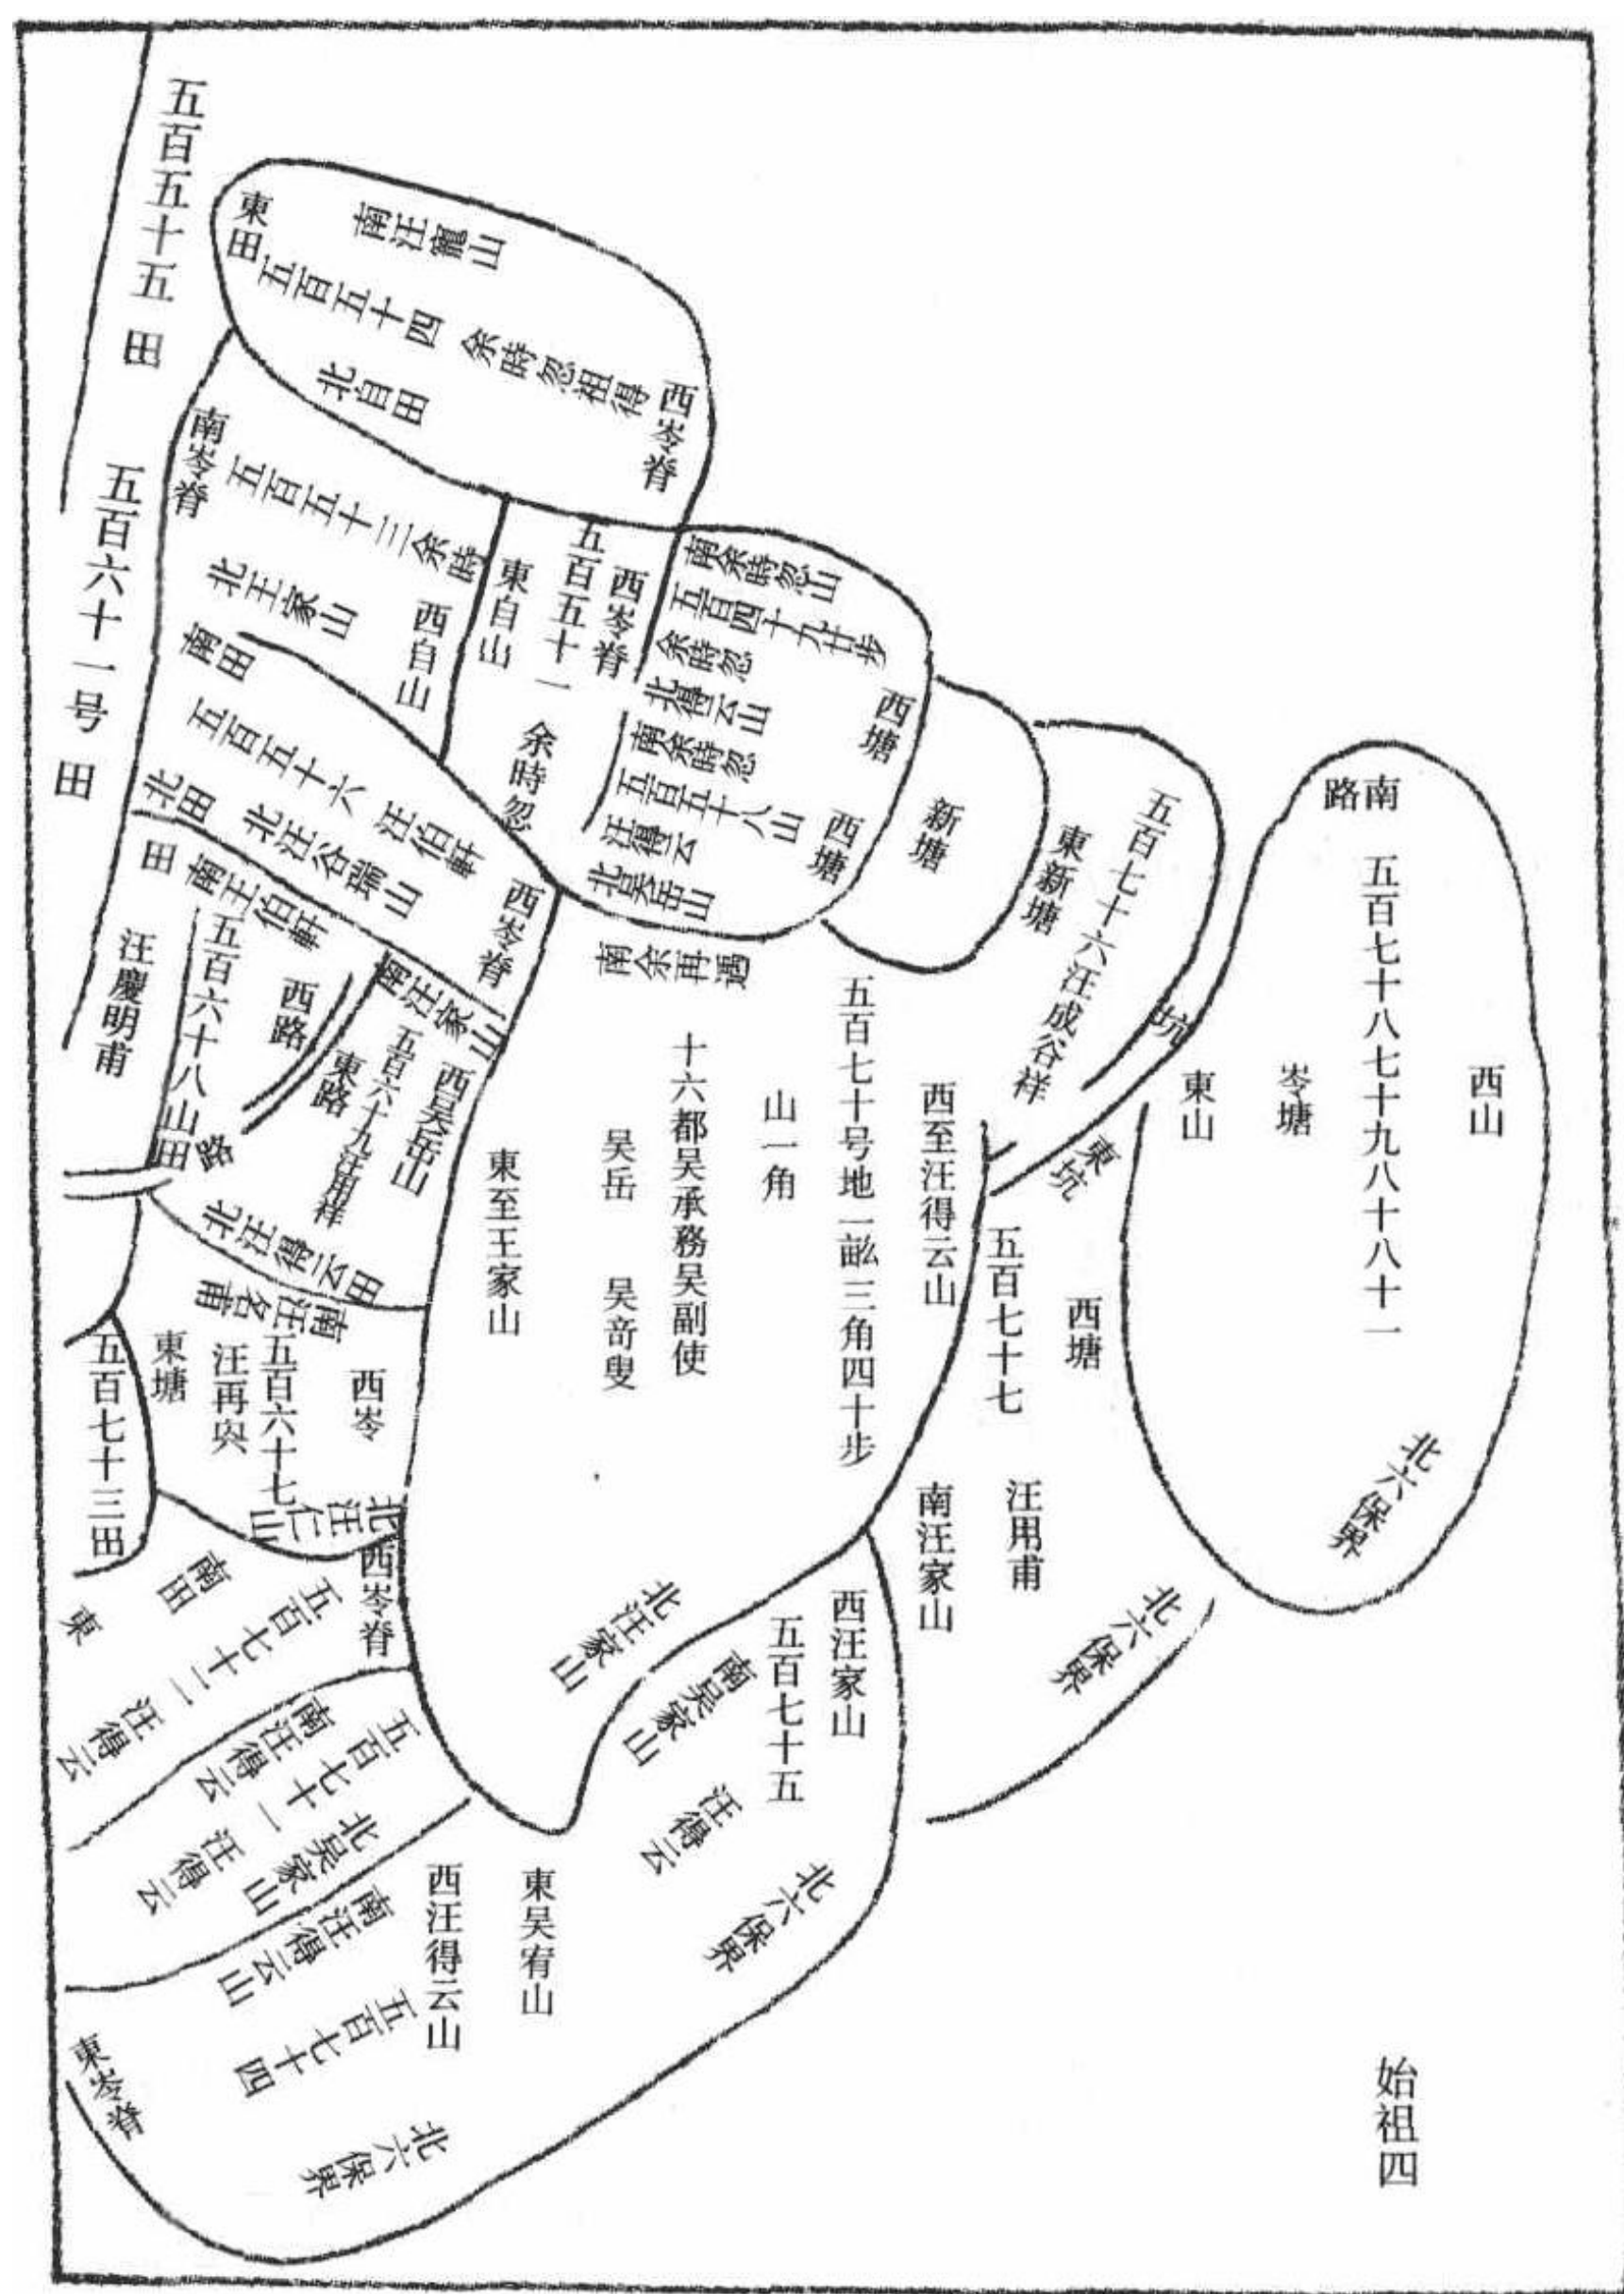 五百五十五田
五百六十一号田
東田
南汪寵山
五百五十四　余時忽祖得
北自田
西岺脊
南岺脊
五百五十三余時
北王家山
西自山
東自山
五百五十一　余時忽
西岺脊
南余時忽山
五百四十九七步
余時忽
北得云山
西塘
南余時忽
五百五十八山
汪得云
北吴岳山
西塘
新塘
東新塘
五百七十六汪成谷祥
坑
南路
五百七十八七十九八十八十一
西山
岺塘
東山
北六保界
南田
五百五十六　汪伯軒
北田
北汪谷瑞山
西岺脊
田
汪慶明甫
南王伯軒
五百六十八山田
西路
路
南汪家山
西吴岳山
五百六十九汪用祥
東路
北汪得云田
南余再遇
西至汪得云山
五百七十号地一畝三角四十步
山一角
十六都吴承務吴副使
吴岳　吴竒叟
東至王家山
北汪家山
東坑
西塘
五百七十七
汪用甫
南汪家山
北六保界
五百七十三田
東塘
西岺
五百六十七
汪再與
北汪仁山
西岺脊
南田
東
五百七十二　汪得云
南汪得云
五百七十一　汪得云
北吴家山
西汪家山
五百七十五
南吴家山
汪得云
北六保界
東吴宥山
西汪得云山
南汪得云山
五百七十四
東岺脊
北六保界
始祖四